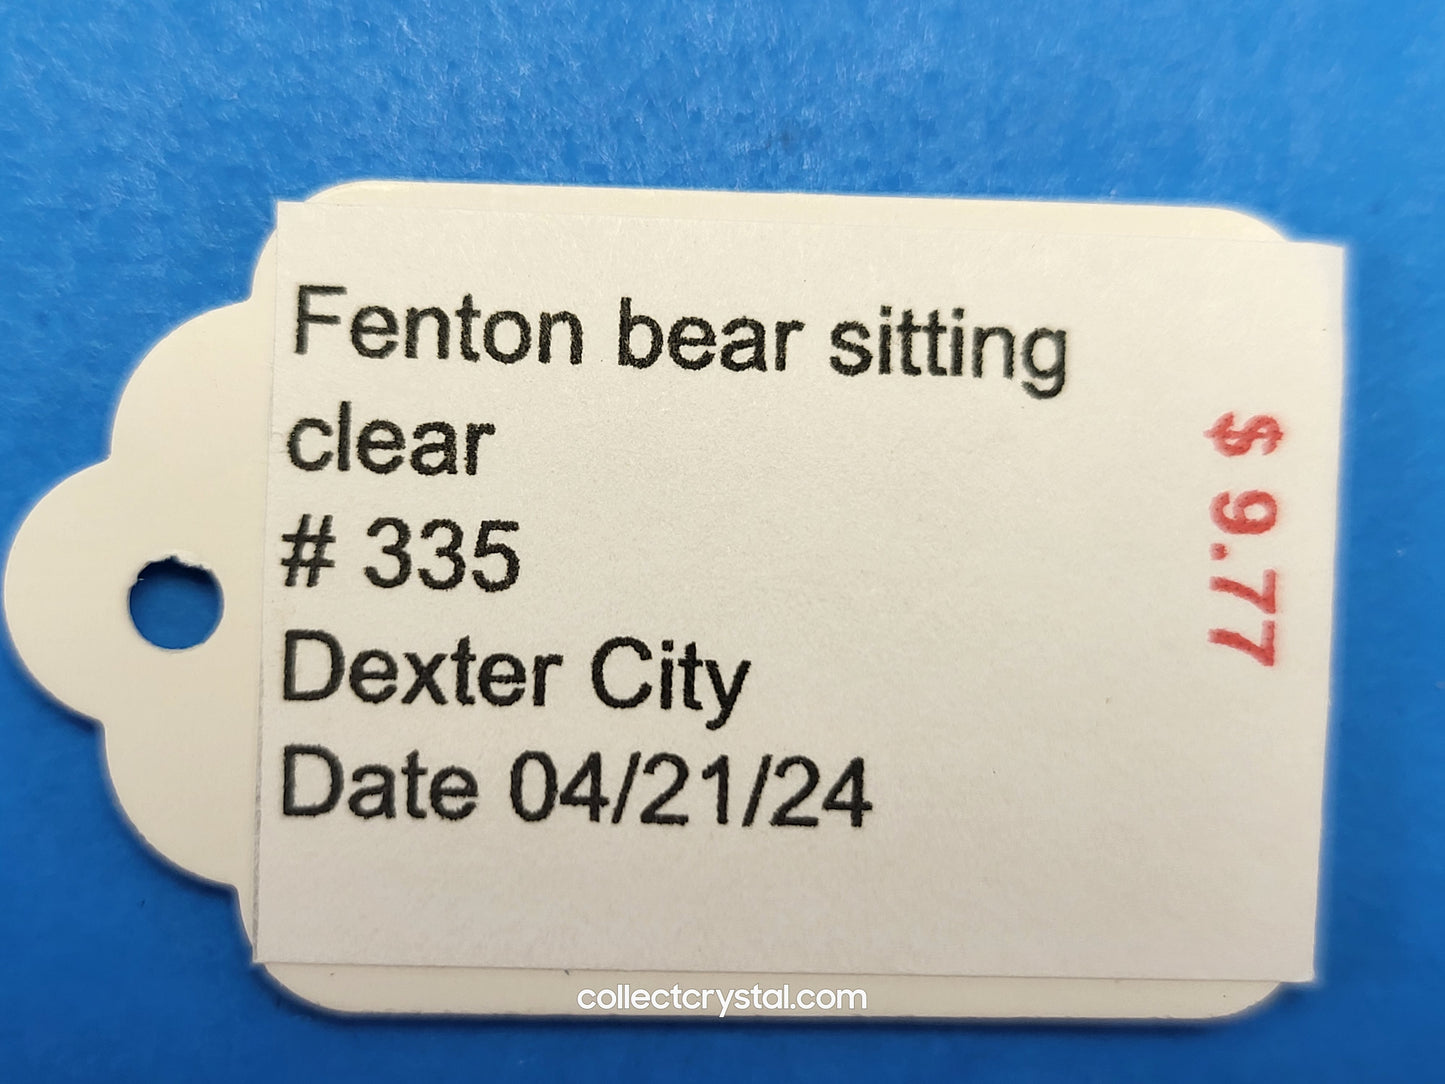 Fenton bear sitting
clear
# 335
Dexter City
Date 04/21/24
$ 9.77
collectcrystal.com